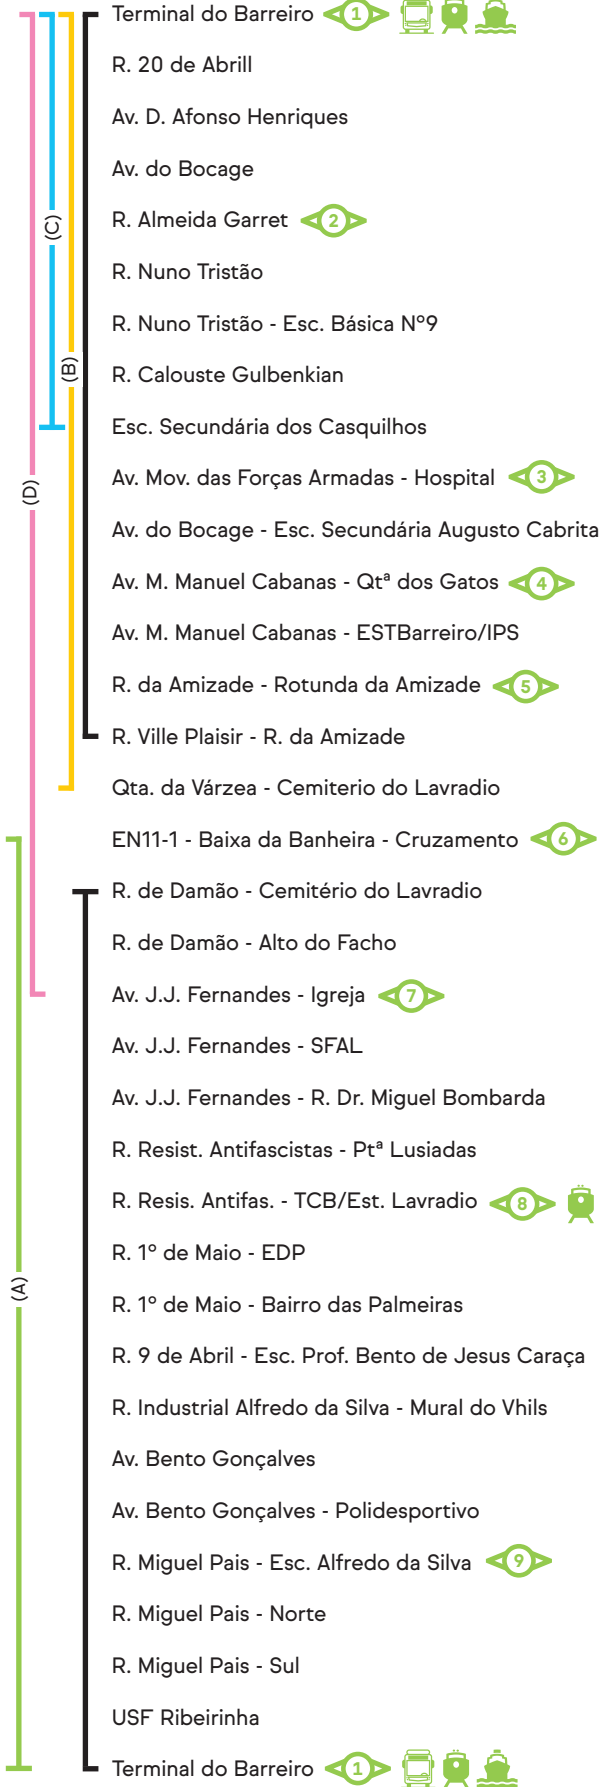 Terminal do Barreiro 1
R. 20 de Abrill
Av. D. Afonso Henriques
Av. do Bocage
R. Almeida Garret 2
(C)
R. Nuno Tristão
R. Nuno Tristão - Esc. Básica Nº9
R. Calouste Gulbenkian
(B)
Esc. Secundária dos Casquilhos
Av. Mov. das Forças Armadas - Hospital 3
(D)
Av. do Bocage - Esc. Secundária Augusto Cabrita
Av. M. Manuel Cabanas - Qtª dos Gatos 4
Av. M. Manuel Cabanas - ESTBarreiro/IPS
R. da Amizade - Rotunda da Amizade 5
R. Ville Plaisir - R. da Amizade
Qta. da Várzea - Cemiterio do Lavradio
EN11-1 - Baixa da Banheira - Cruzamento 6
R. de Damão - Cemitério do Lavradio
R. de Damão - Alto do Facho
Av. J.J. Fernandes - Igreja 7
Av. J.J. Fernandes - SFAL
Av. J.J. Fernandes - R. Dr. Miguel Bombarda
R. Resist. Antifascistas - Ptª Lusiadas
R. Resis. Antifas. - TCB/Est. Lavradio 8
R. 1º de Maio - EDP
(A)
R. 1º de Maio - Bairro das Palmeiras
R. 9 de Abril - Esc. Prof. Bento de Jesus Caraça
R. Industrial Alfredo da Silva - Mural do Vhils
Av. Bento Gonçalves
Av. Bento Gonçalves - Polidesportivo
R. Miguel Pais - Esc. Alfredo da Silva 9
R. Miguel Pais - Norte
R. Miguel Pais - Sul
USF Ribeirinha
Terminal do Barreiro 1